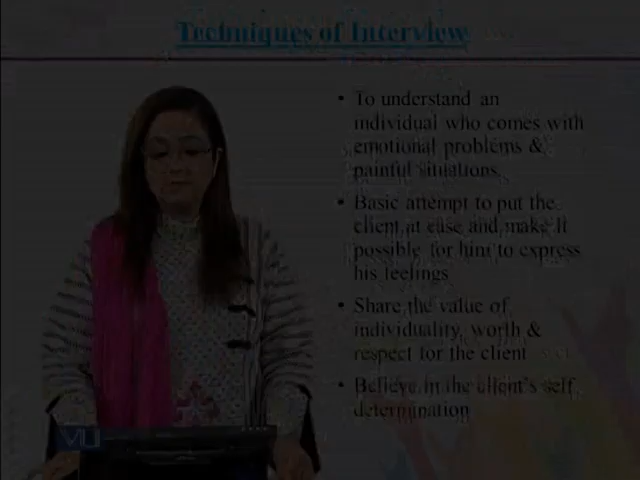 Techniques of Interview
• To understand an
individual who comes with
emotional problems &
painful situations.
• Basic attempt to put the
client at ease and make it
possible for him to express
his feelings
• Share the value of
individuality, worth &
respect for the client
• Believe in the client's self
determination
VU